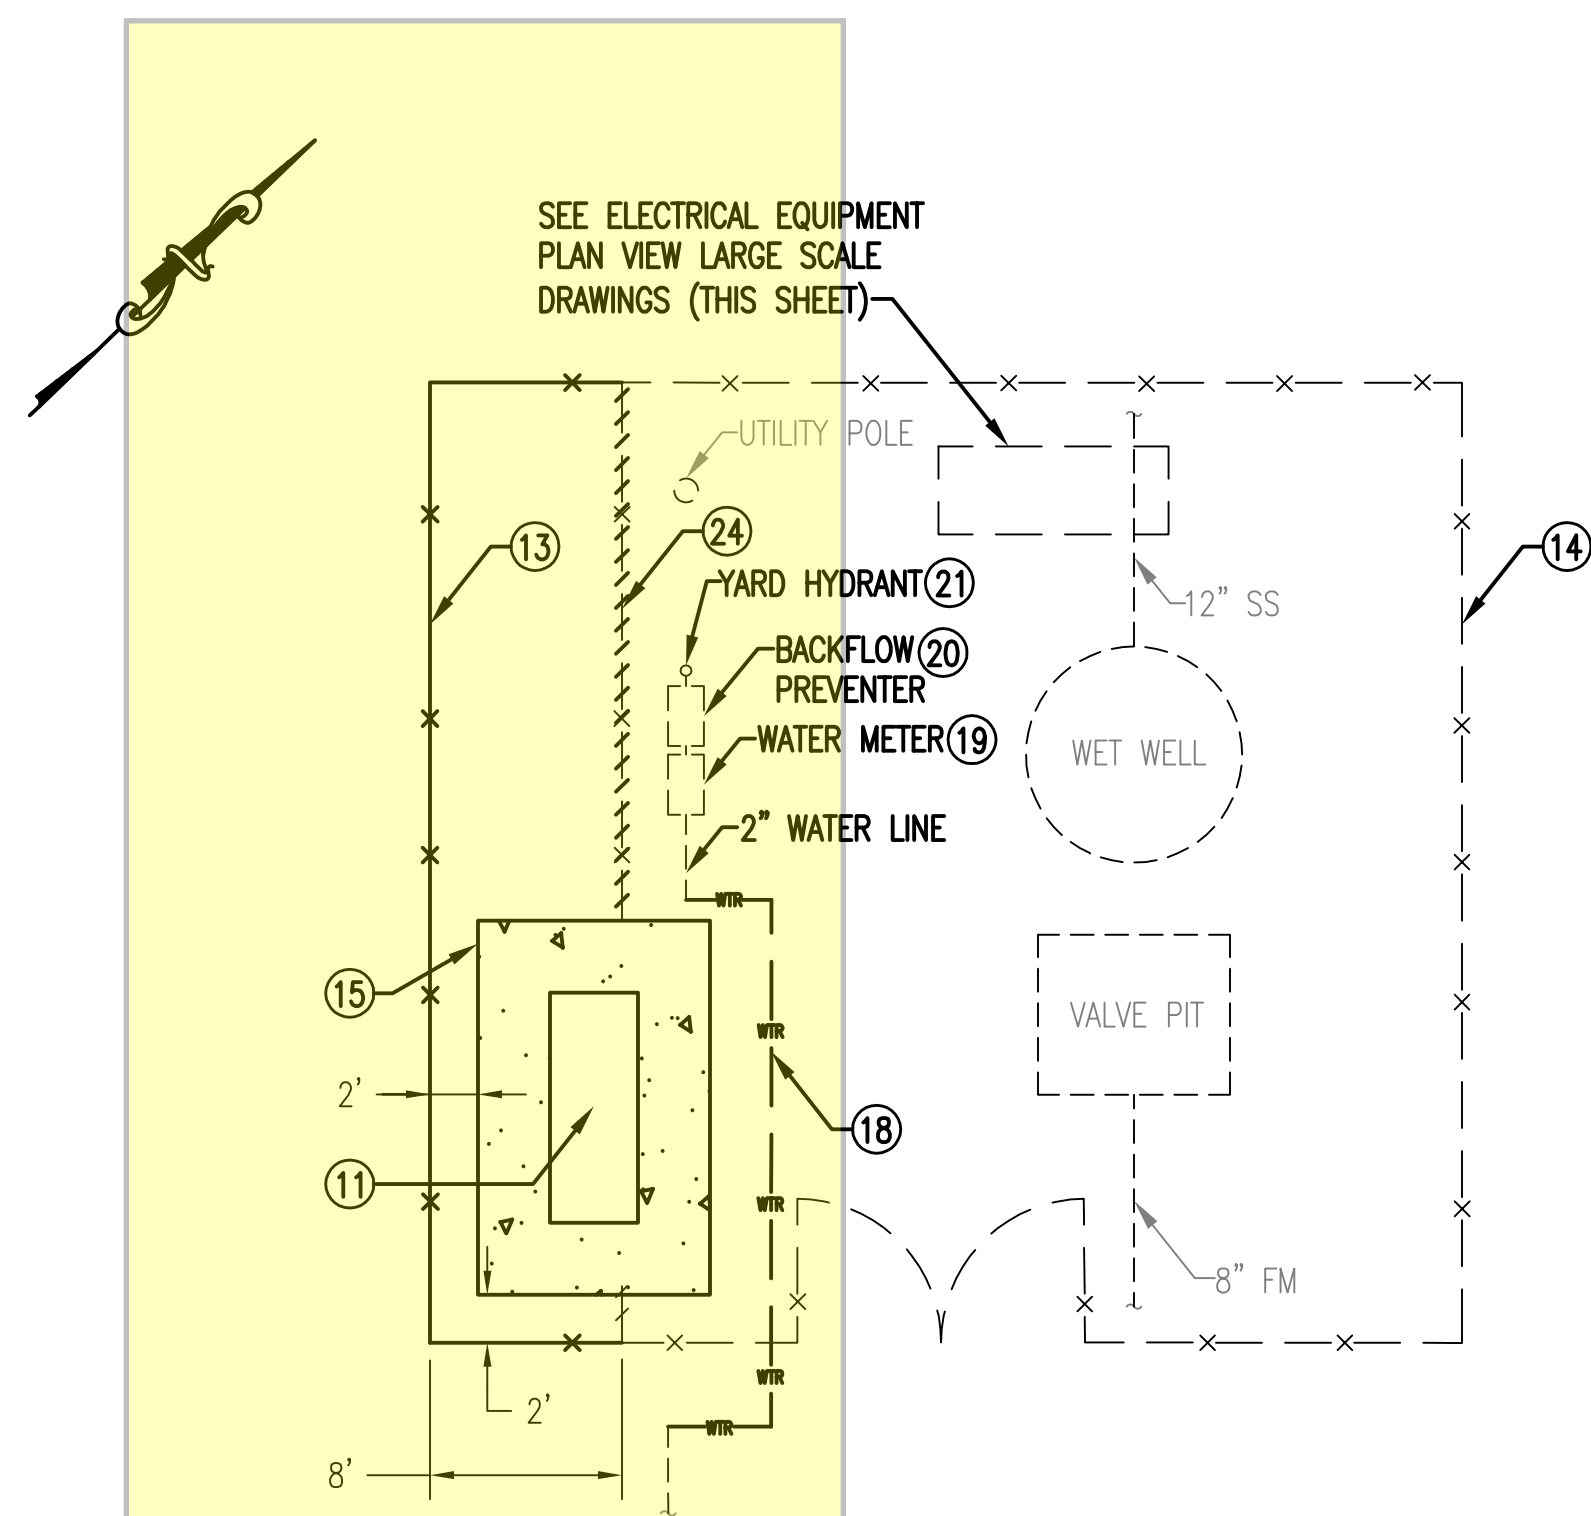 SEE ELECTRICAL EQUIPMENT
PLAN VIEW LARGE SCALE
DRAWINGS (THIS SHEET)
UTILITY POLE
13
24
14
YARD HYDRANT 21
12" SS
BACKFLOW 20
PREVENTER
WATER METER 19
WET WELL
2" WATER LINE
WTR
15
VALVE PIT
WTR
2'
18
11
WTR
8" FM
WTR
2'
WTR
8'